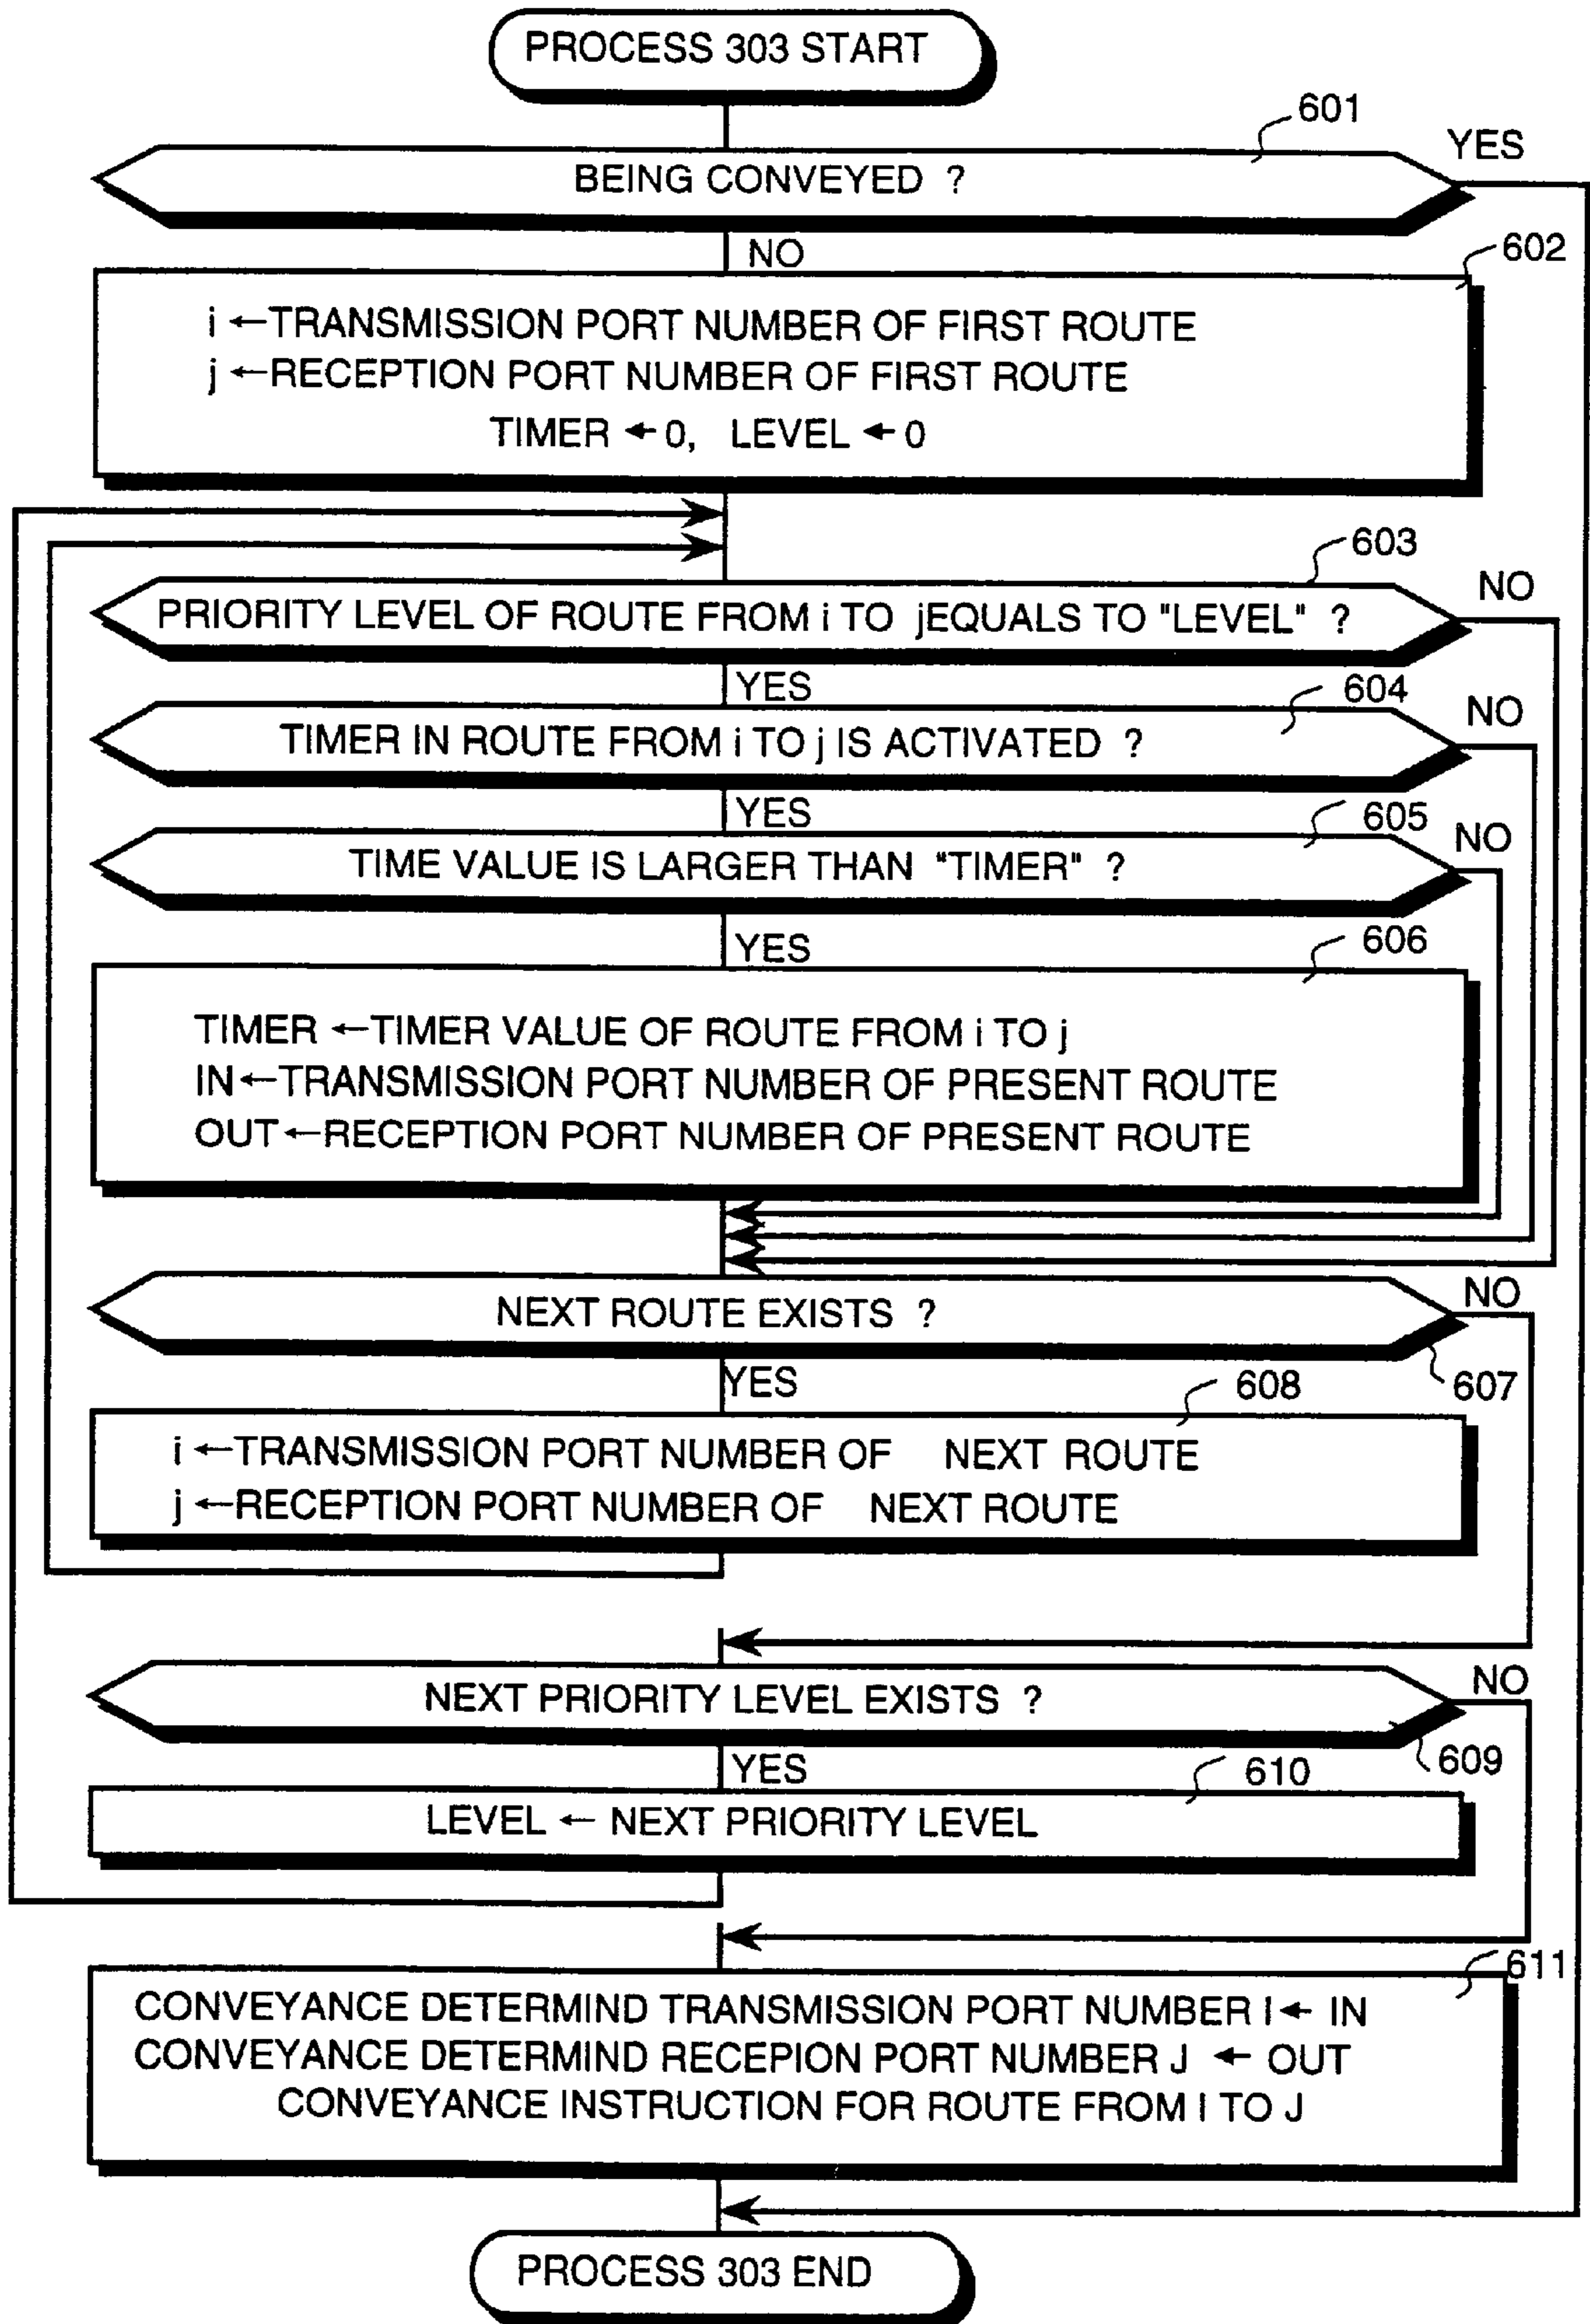 PROCESS 303 START
601
YES
BEING CONVEYED ?
NO
602
i ←TRANSMISSION PORT NUMBER OF FIRST ROUTE
j ←RECEPTION PORT NUMBER OF FIRST ROUTE
TIMER ← 0, LEVEL ← 0
603
NO
PRIORITY LEVEL OF ROUTE FROM i TO jEQUALS TO "LEVEL" ?
YES
604
NO
TIMER IN ROUTE FROM i TO j IS ACTIVATED ?
YES
605
NO
TIME VALUE IS LARGER THAN "TIMER" ?
YES
606
TIMER ←TIMER VALUE OF ROUTE FROM i TO j
IN←TRANSMISSION PORT NUMBER OF PRESENT ROUTE
OUT←RECEPTION PORT NUMBER OF PRESENT ROUTE
NO
NEXT ROUTE EXISTS ?
607
YES
608
i ←TRANSMISSION PORT NUMBER OF NEXT ROUTE
j ←RECEPTION PORT NUMBER OF NEXT ROUTE
NO
NEXT PRIORITY LEVEL EXISTS ?
609
YES
610
LEVEL ← NEXT PRIORITY LEVEL
611
CONVEYANCE DETERMIND TRANSMISSION PORT NUMBER I← IN
CONVEYANCE DETERMIND RECEPION PORT NUMBER J ← OUT
CONVEYANCE INSTRUCTION FOR ROUTE FROM I TO J
PROCESS 303 END